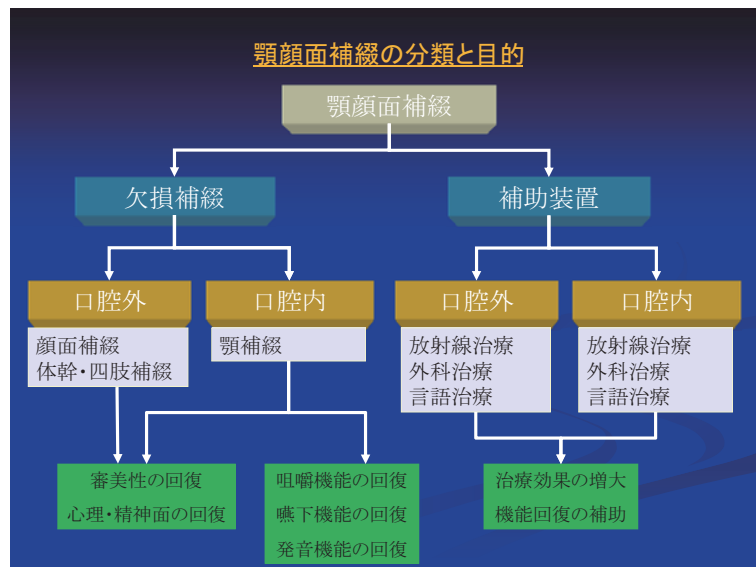 顎顔面補綴の分類と目的
顎顔面補綴
欠損補綴
補助装置
口腔外
口腔内
口腔外
口腔内
顔面補綴
体幹・四肢補綴
顎補綴
放射線治療
外科治療
言語治療
放射線治療
外科治療
言語治療
審美性の回復
心理・精神面の回復
咀嚼機能の回復
嚥下機能の回復
発音機能の回復
治療効果の増大
機能回復の補助